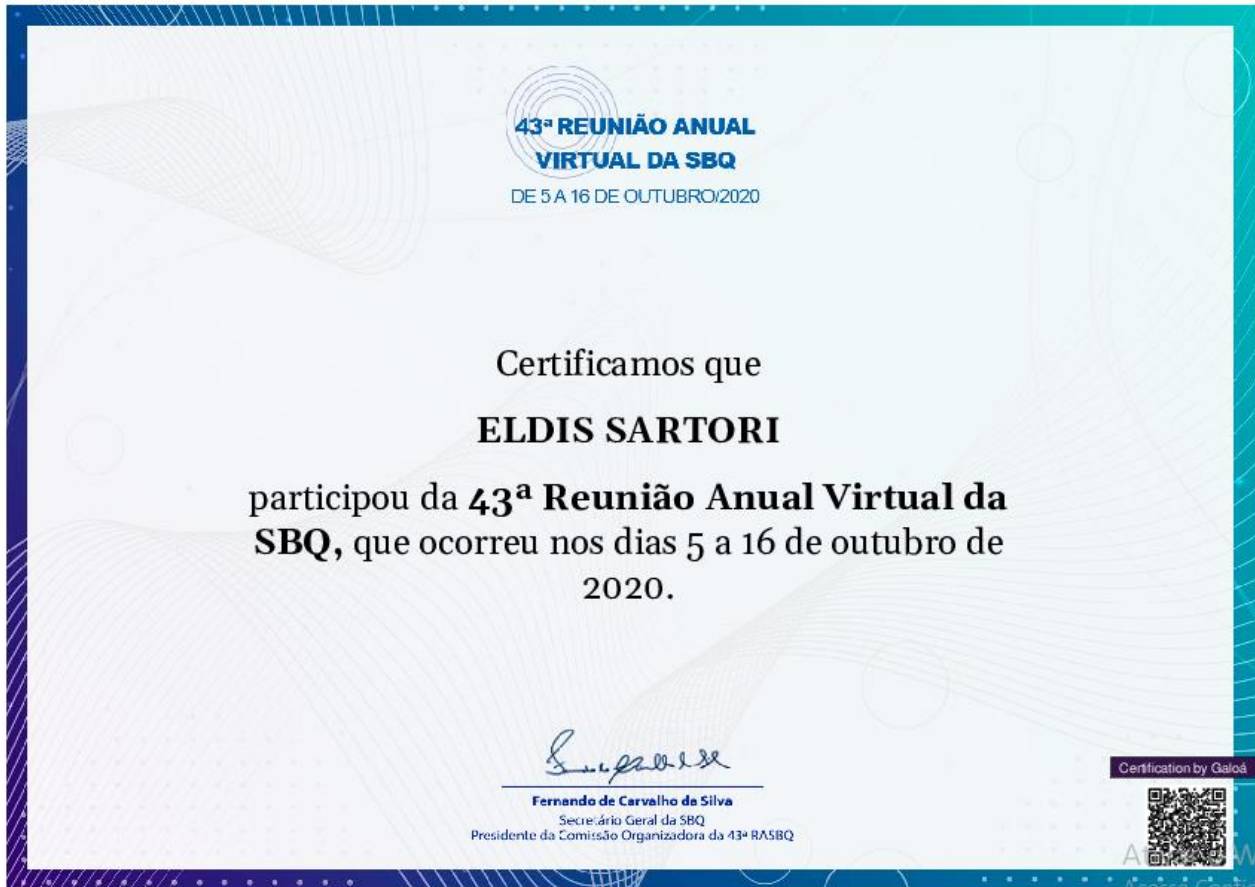 43ª REUNIÃO ANUAL
VIRTUAL DA SBQ
DE 5 A 16 DE OUTUBRO/2020
Certificamos que
ELDIS SARTORI
participou da 43ª Reunião Anual Virtual da
SBQ, que ocorreu nos dias 5 a 16 de outubro de
2020.
Fernando de Carvalho da Silva
Secretário Geral da SBQ
Presidente da Comissão Organizadora da 43ª RASBQ
Certification by Galoá